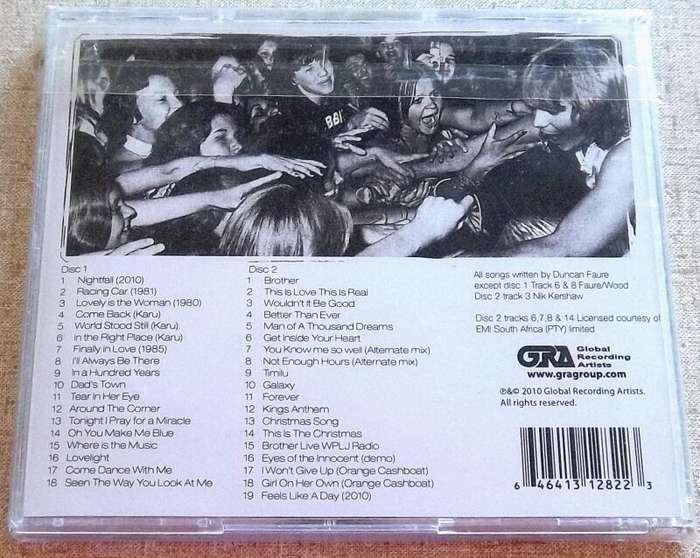 Disc 1
1 Nightfall (2010)
2 Racing Car (1981)
3 Lovely is the Woman (1980)
4 Come Back (Karu)
5 World Stood Still (Karu)
6 in the Right Place (Karu)
7 Finally in Love (1985)
8 I'll Always Be There
9 In a Hundred Years
10 Dad's Town
11 Tear In Her Eye
12 Around The Corner
13 Tonight I Pray for a Miracle
14 Oh You Make Me Blue
15 Where is the Music
16 Lovelight
17 Come Dance With Me
18 Seen The Way You Look At Me
Disc 2
1 Brother
2 This is Love This Is Real
3 Wouldn't It Be Good
4 Better Than Ever
5 Man of A Thousand Dreams
6 Get Inside Your Heart
7 You Know Me so well (Alternate mix)
8 Not Enough Hours (Alternate mix)
9 Timilu
10 Galaxy
11 Forever
12 Kings Anthem
13 Christmas Song
14 This Is The Christmas
15 Brother Live WPLJ Radio
16 Eyes of the Innocent (demo)
17 I Won't Give Up (Orange Cashboat)
18 Girl On Her Own (Orange Cashboat)
19 Feels Like A Day (2010)
All songs written by Duncan Faure
except disc 1 Track 6 & 8 Faure/Wood
Disc 2 track 3 Nik Kershaw
Disc 2 tracks 6,7,8 & 14 Licensed courtesy of
EMI South Africa (PTY) limited
GRA Global
Recording
Artists
www.gragroup.com
℗&© 2010 Global Recording Artists.
All rights reserved.
6 46413 12822 3